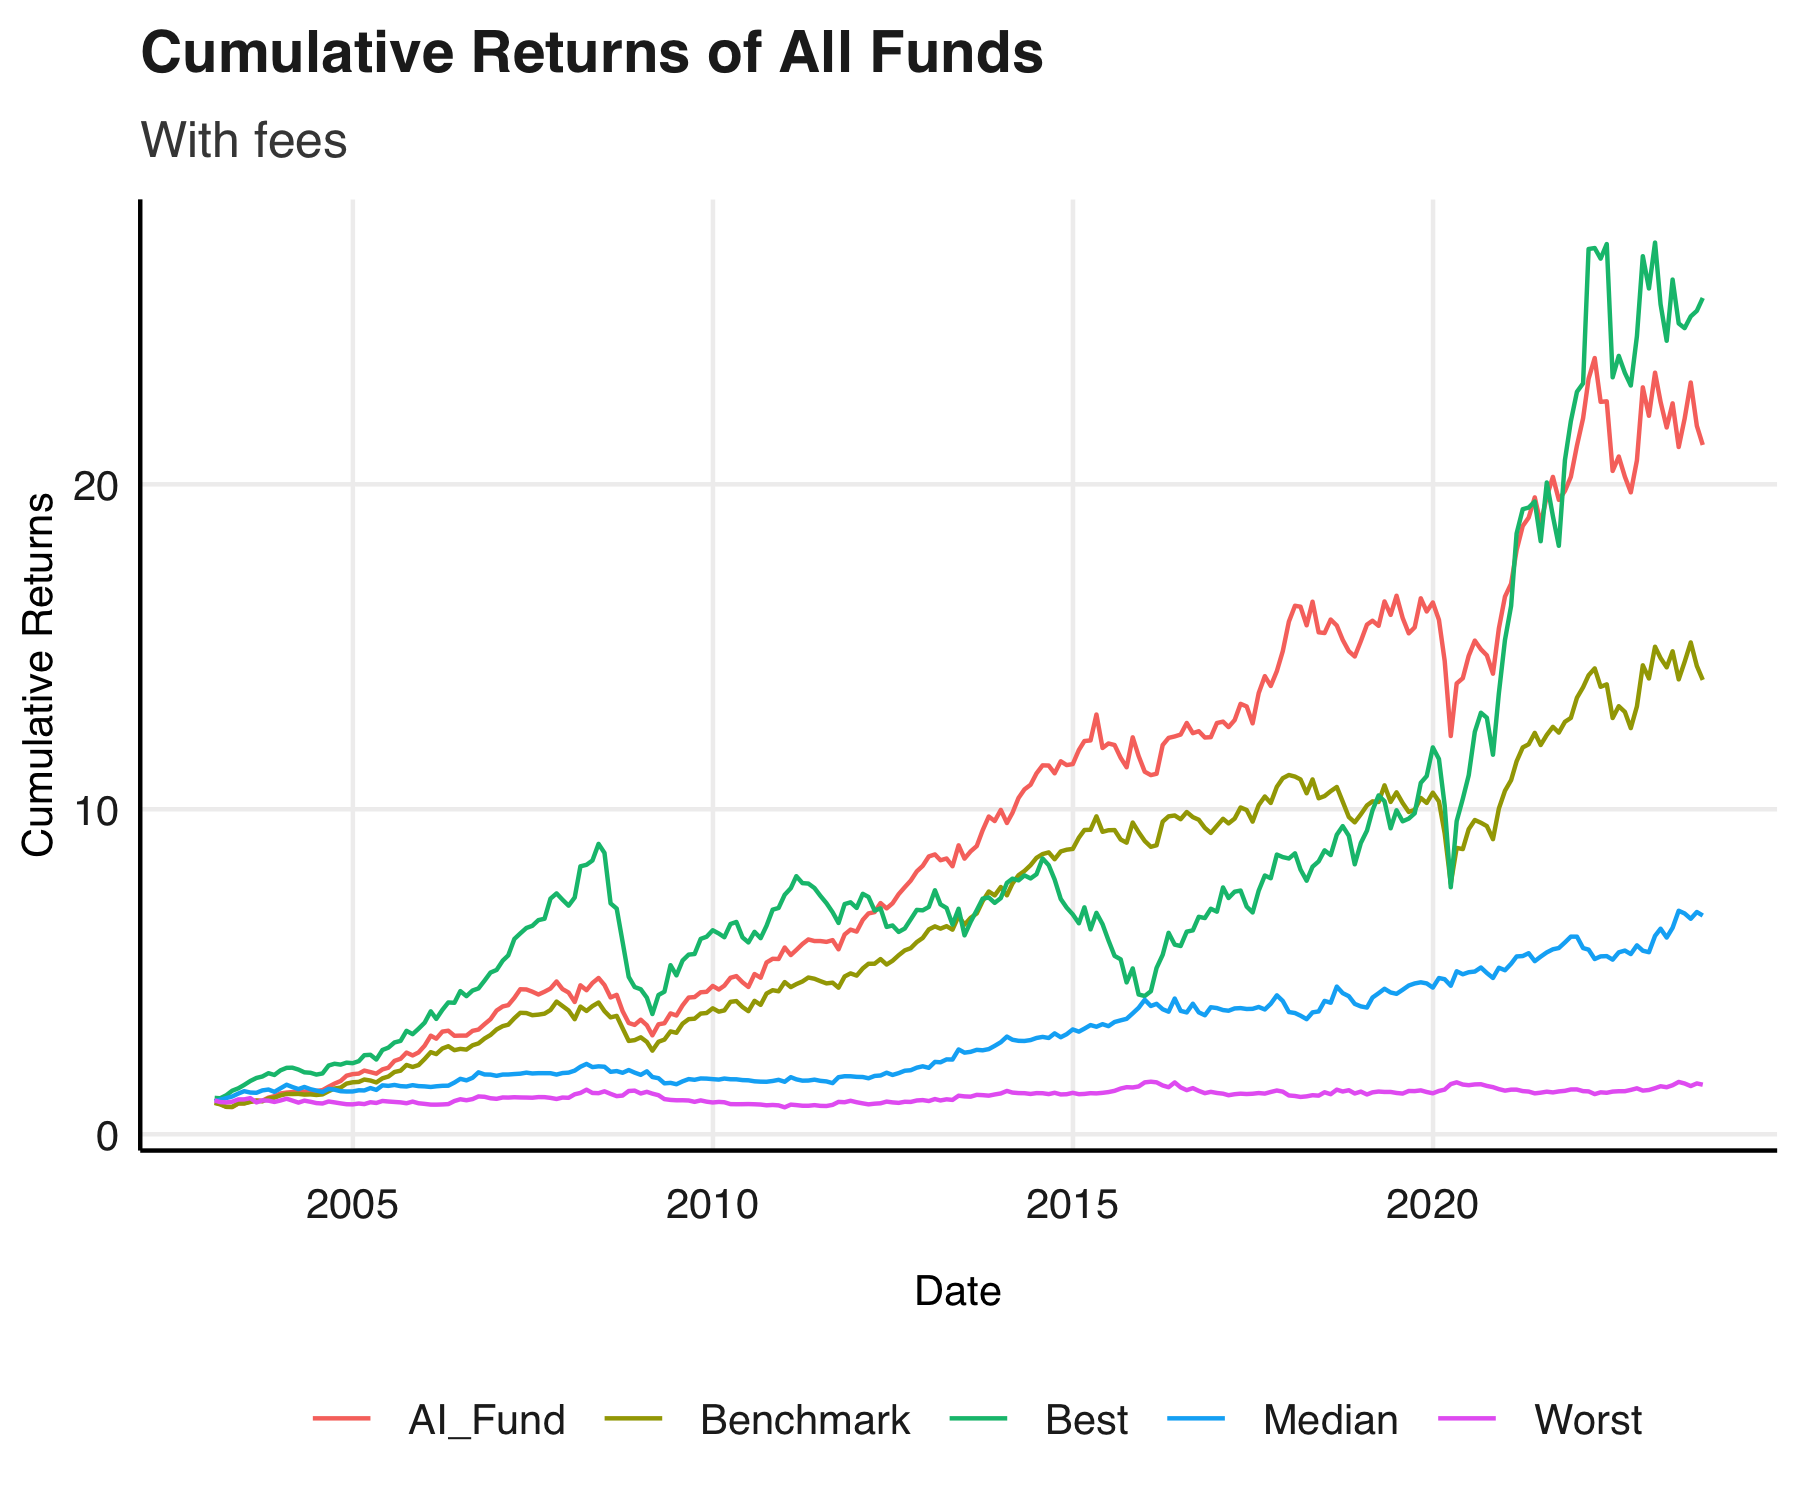 Cumulative Returns of All Funds
With fees
Cumulative Returns
20
10
0
2005 2010 2015 2020
Date
AI_Fund Benchmark Best Median Worst